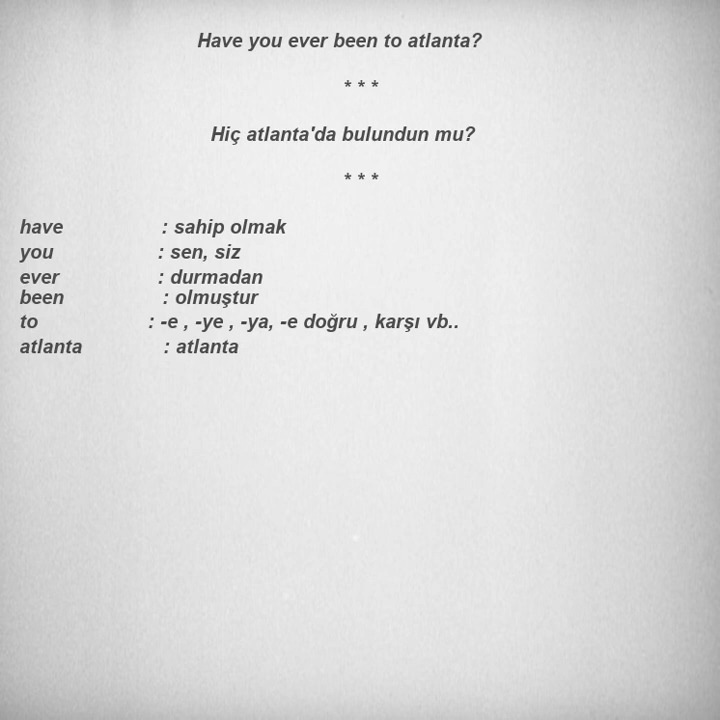 Have you ever been to atlanta?
* * *
Hiç atlanta'da bulundun mu?
* * *
have : sahip olmak
you : sen, siz
ever : durmadan
been : olmuştur
to : -e , -ye , -ya, -e doğru , karşı vb..
atlanta : atlanta